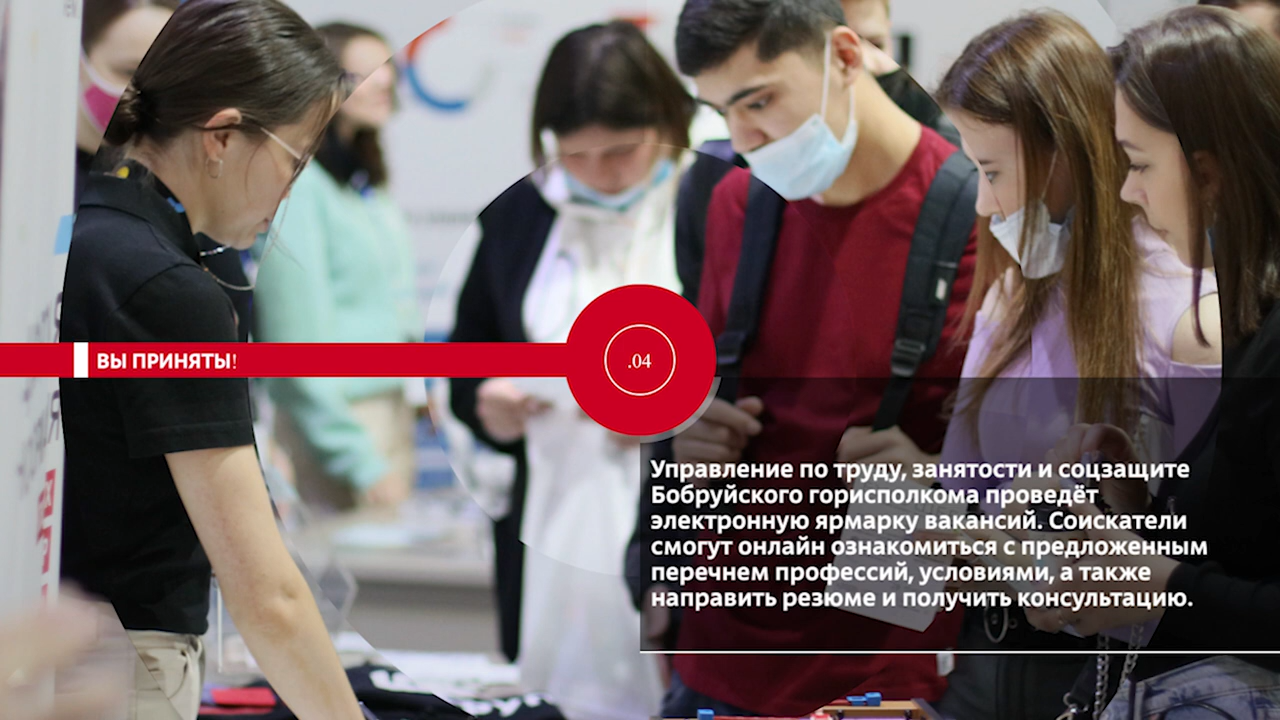 ВЫ ПРИНЯТЫ!
.04
Управление по труду, занятости и соцзащите
Бобруйского горисполкома проведёт
электронную ярмарку вакансий. Соискатели
смогут онлайн ознакомиться с предложенным
перечнем профессий, условиями, а также
направить резюме и получить консультацию.